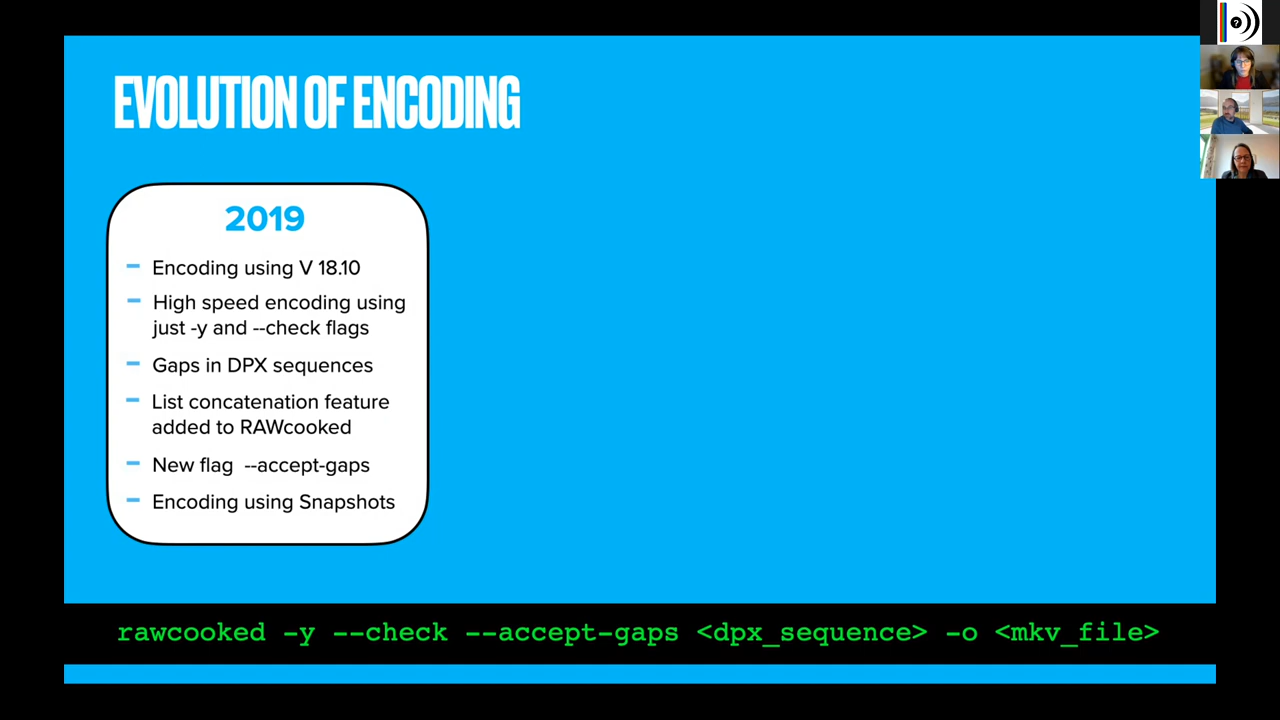 EVOLUTION OF ENCODING
2019
- Encoding using V 18.10
- High speed encoding using
just -y and --check flags
- Gaps in DPX sequences
- List concatenation feature
added to RAWcooked
- New flag --accept-gaps
- Encoding using Snapshots
rawcooked -y --check --accept-gaps <dpx_sequence> -o <mkv_file>
?